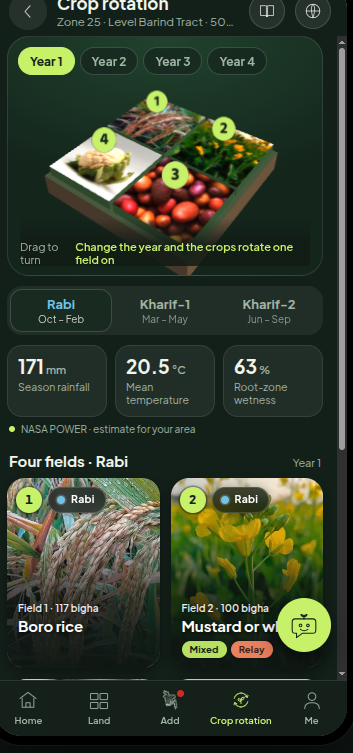 Crop rotation
Zone 25 · Level Barind Tract · 50...
Year 1
Year 2
Year 3
Year 4
1
2
4
3
Drag to turn
Change the year and the crops rotate one field on
Rabi
Oct – Feb
Kharif-1
Mar – May
Kharif-2
Jun – Sep
171 mm
Season rainfall
20.5 °C
Mean temperature
63 %
Root-zone wetness
NASA POWER · estimate for your area
Four fields · Rabi
Year 1
1
Rabi
2
Rabi
Field 1 · 117 bigha
Boro rice
Field 2 · 100 bigha
Mustard or
Mixed
Relay
Home
Land
Add
Crop rotation
Me